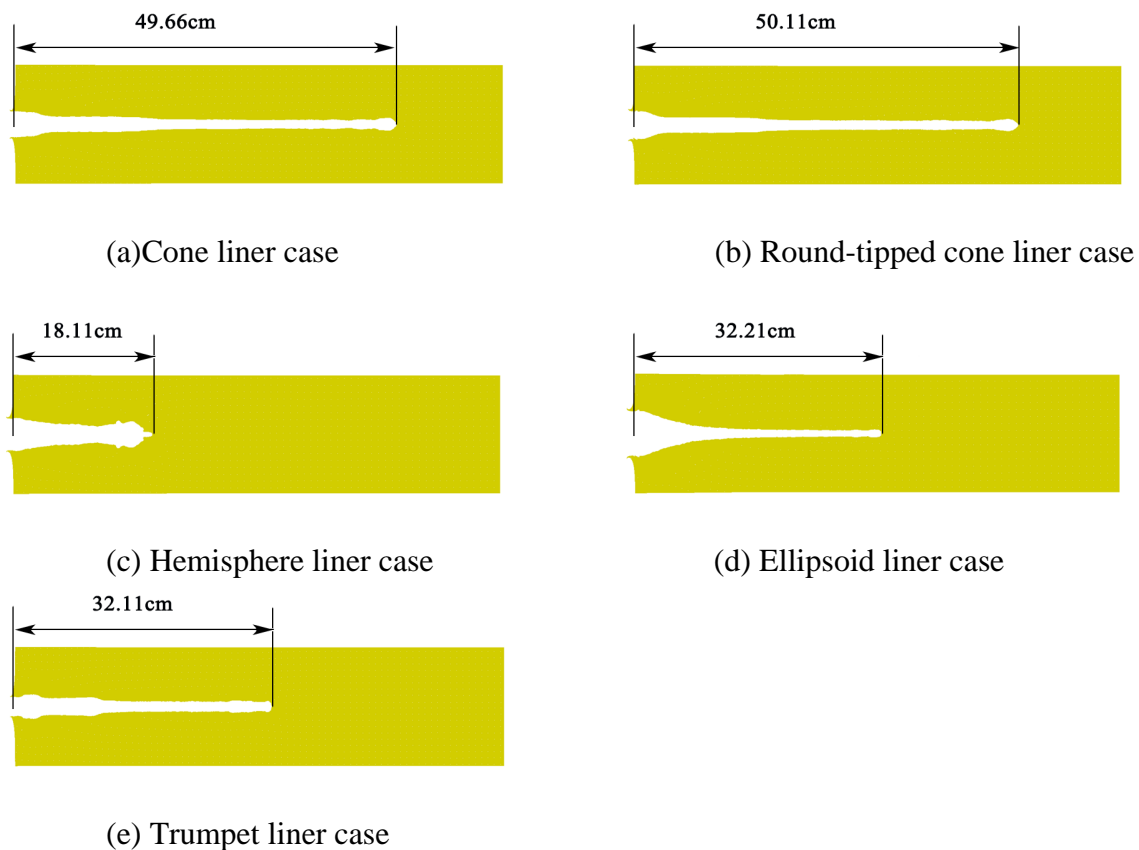 49.66cm
50.11cm
(a)Cone liner case
(b) Round-tipped cone liner case
18.11cm
32.21cm
(c) Hemisphere liner case
(d) Ellipsoid liner case
32.11cm
(e) Trumpet liner case